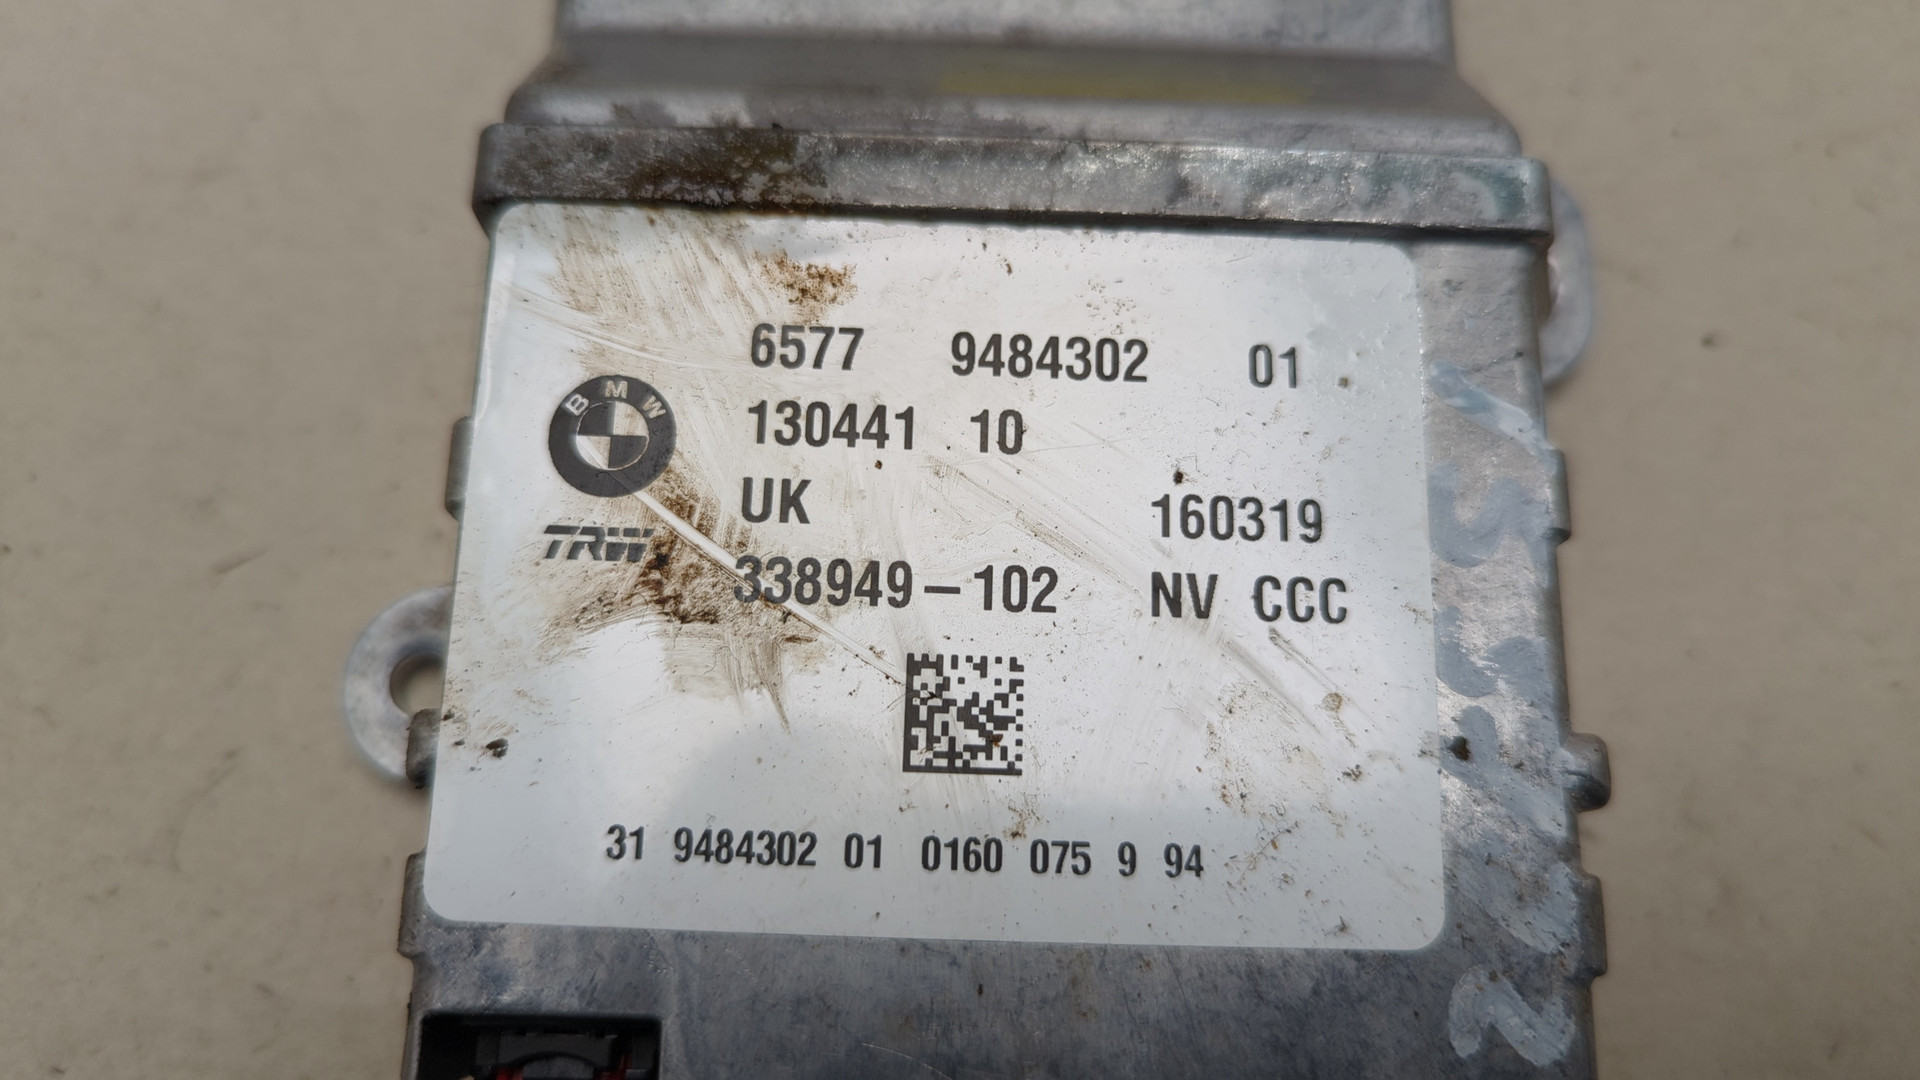 6577 9484302 01
BMW 130441 10
UK 160319
TRW
338949-102 NV CCC
31 9484302 01 0160 075 9 94